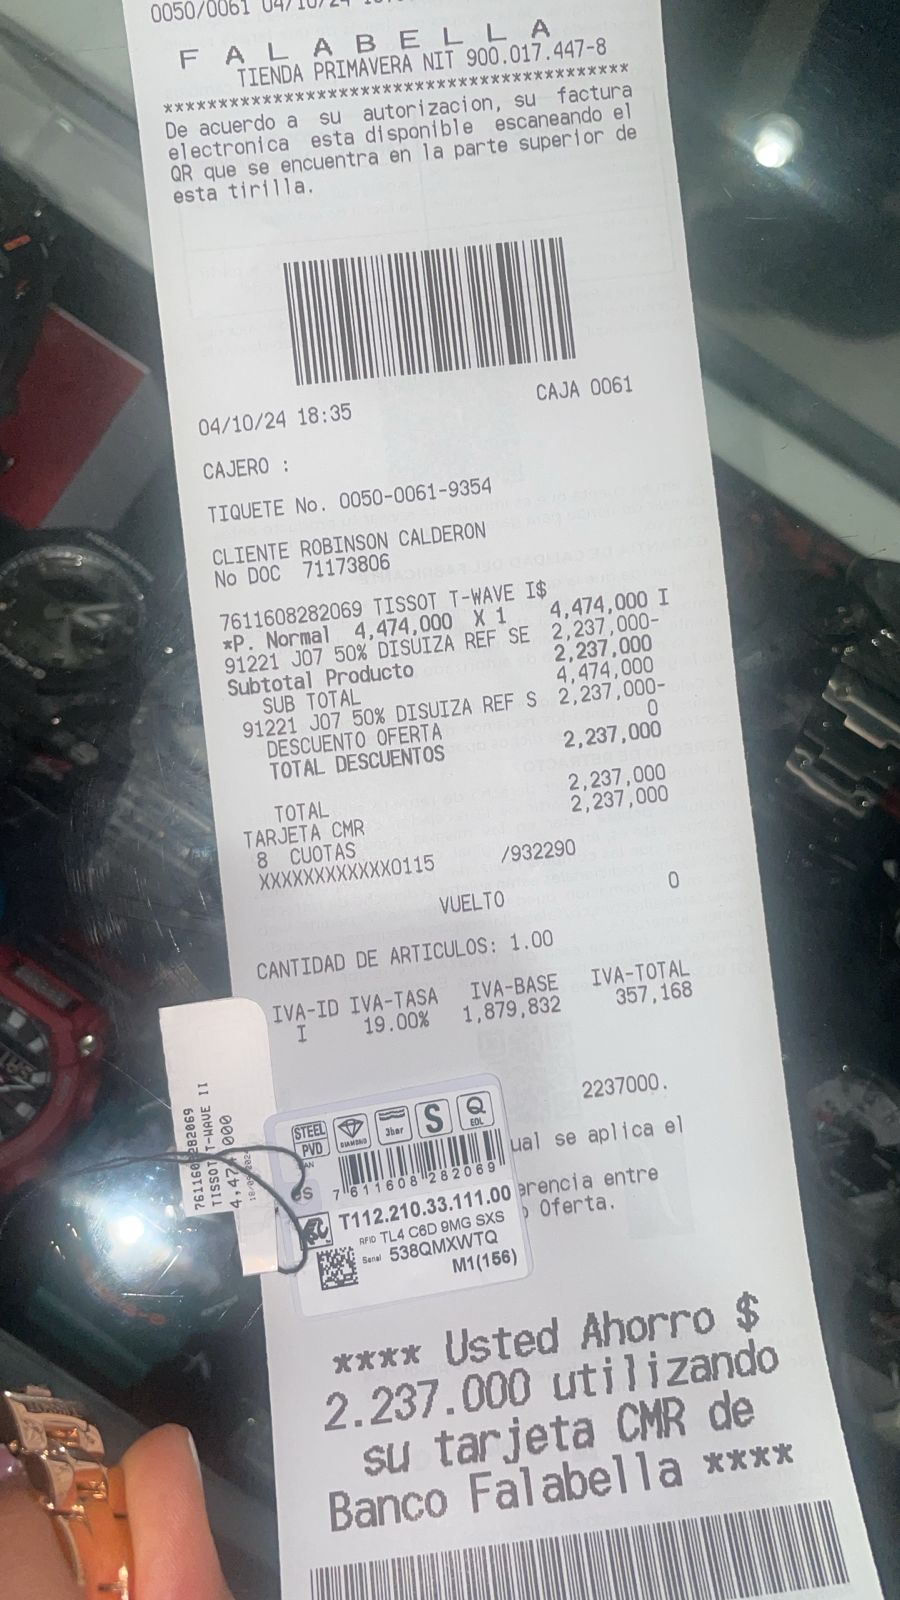 0050/0061 04/10/24
F A L A B E L L A
TIENDA PRIMAVERA NIT 900.017.447-8
******************************************
De acuerdo a su autorizacion, su factura
electronica esta disponible escaneando el
QR que se encuentra en la parte superior de
esta tirilla.
04/10/24 18:35 CAJA 0061
CAJERO :
TIQUETE No. 0050-0061-9354
CLIENTE ROBINSON CALDERON
No DOC 71173806
7611608282069 TISSOT T-WAVE I$ 4,474,000 I
*P. Normal 4,474,000 X 1
91221 J07 50% DISUIZA REF SE 2,237,000-
Subtotal Producto 2,237,000
SUB TOTAL 4,474,000
91221 J07 50% DISUIZA REF S 2,237,000-
DESCUENTO OFERTA 0
TOTAL DESCUENTOS 2,237,000
TOTAL 2,237,000
TARJETA CMR 2,237,000
8 CUOTAS
XXXXXXXXXXXX0115 /932290
VUELTO 0
CANTIDAD DE ARTICULOS: 1.00
IVA-ID IVA-TASA IVA-BASE IVA-TOTAL
I 19.00% 1,879,832 357,168
2237000.
ual se aplica el
erencia entre
Oferta.
7611608282069
TISSOT T-WAVE II
STEEL
PVD
DIAMOND
3bar
S
Q
EOL
7 611608 282069
T112.210.33.111.00
RFID TL4 C6D 9MG SXS
Serial 538QMXWTQ
M1(156)
**** Usted Ahorro $
2.237.000 utilizando
su tarjeta CMR de
Banco Falabella ****